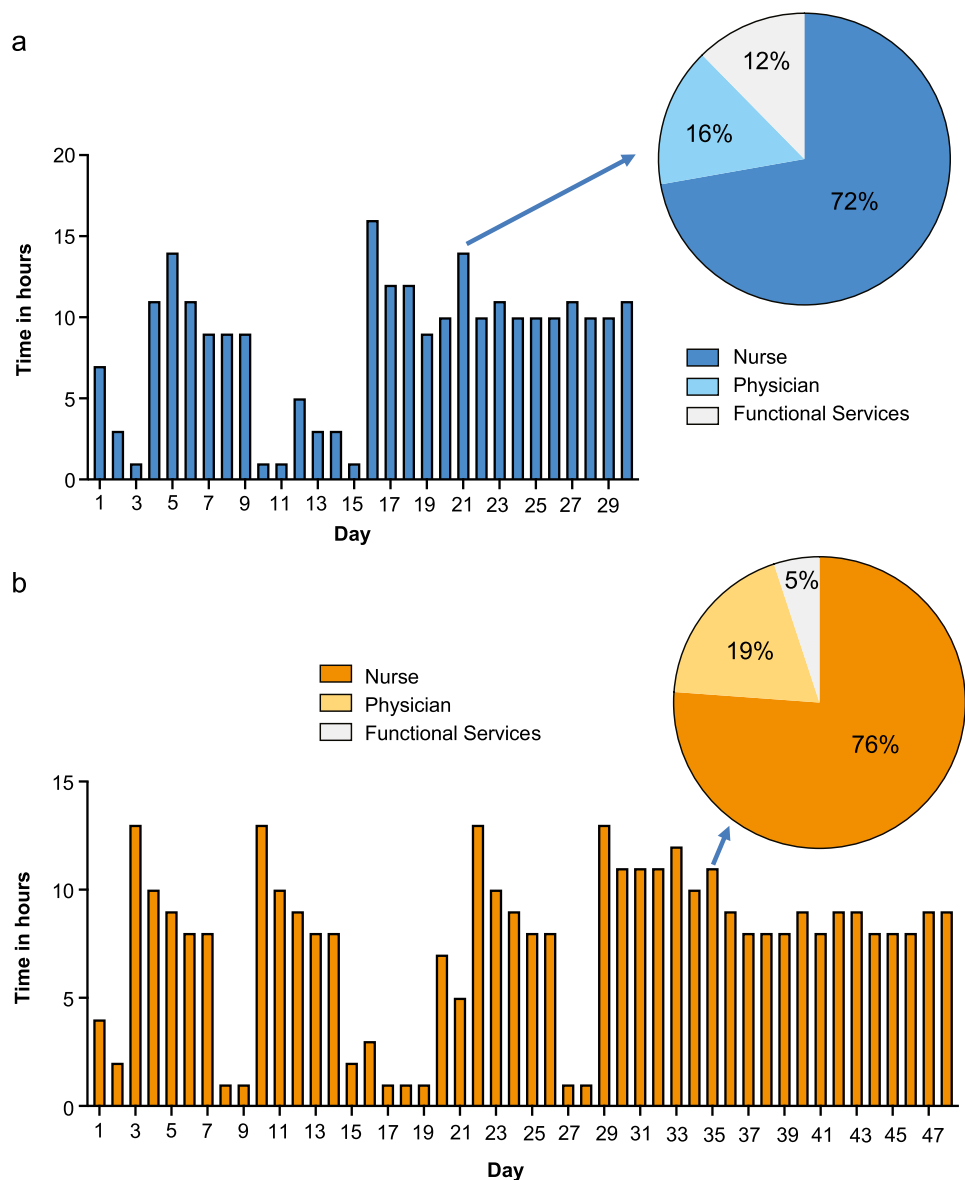 a
12%
16%
72%
20
15
10
5
0
Time in hours
1 3 5 7 9 11 13 15 17 19 21 23 25 27 29
Day
Nurse
Physician
Functional Services
b
5%
19%
76%
Nurse
Physician
Functional Services
15
10
5
0
Time in hours
1 3 5 7 9 11 13 15 17 19 21 23 25 27 29 31 33 35 37 39 41 43 45 47
Day